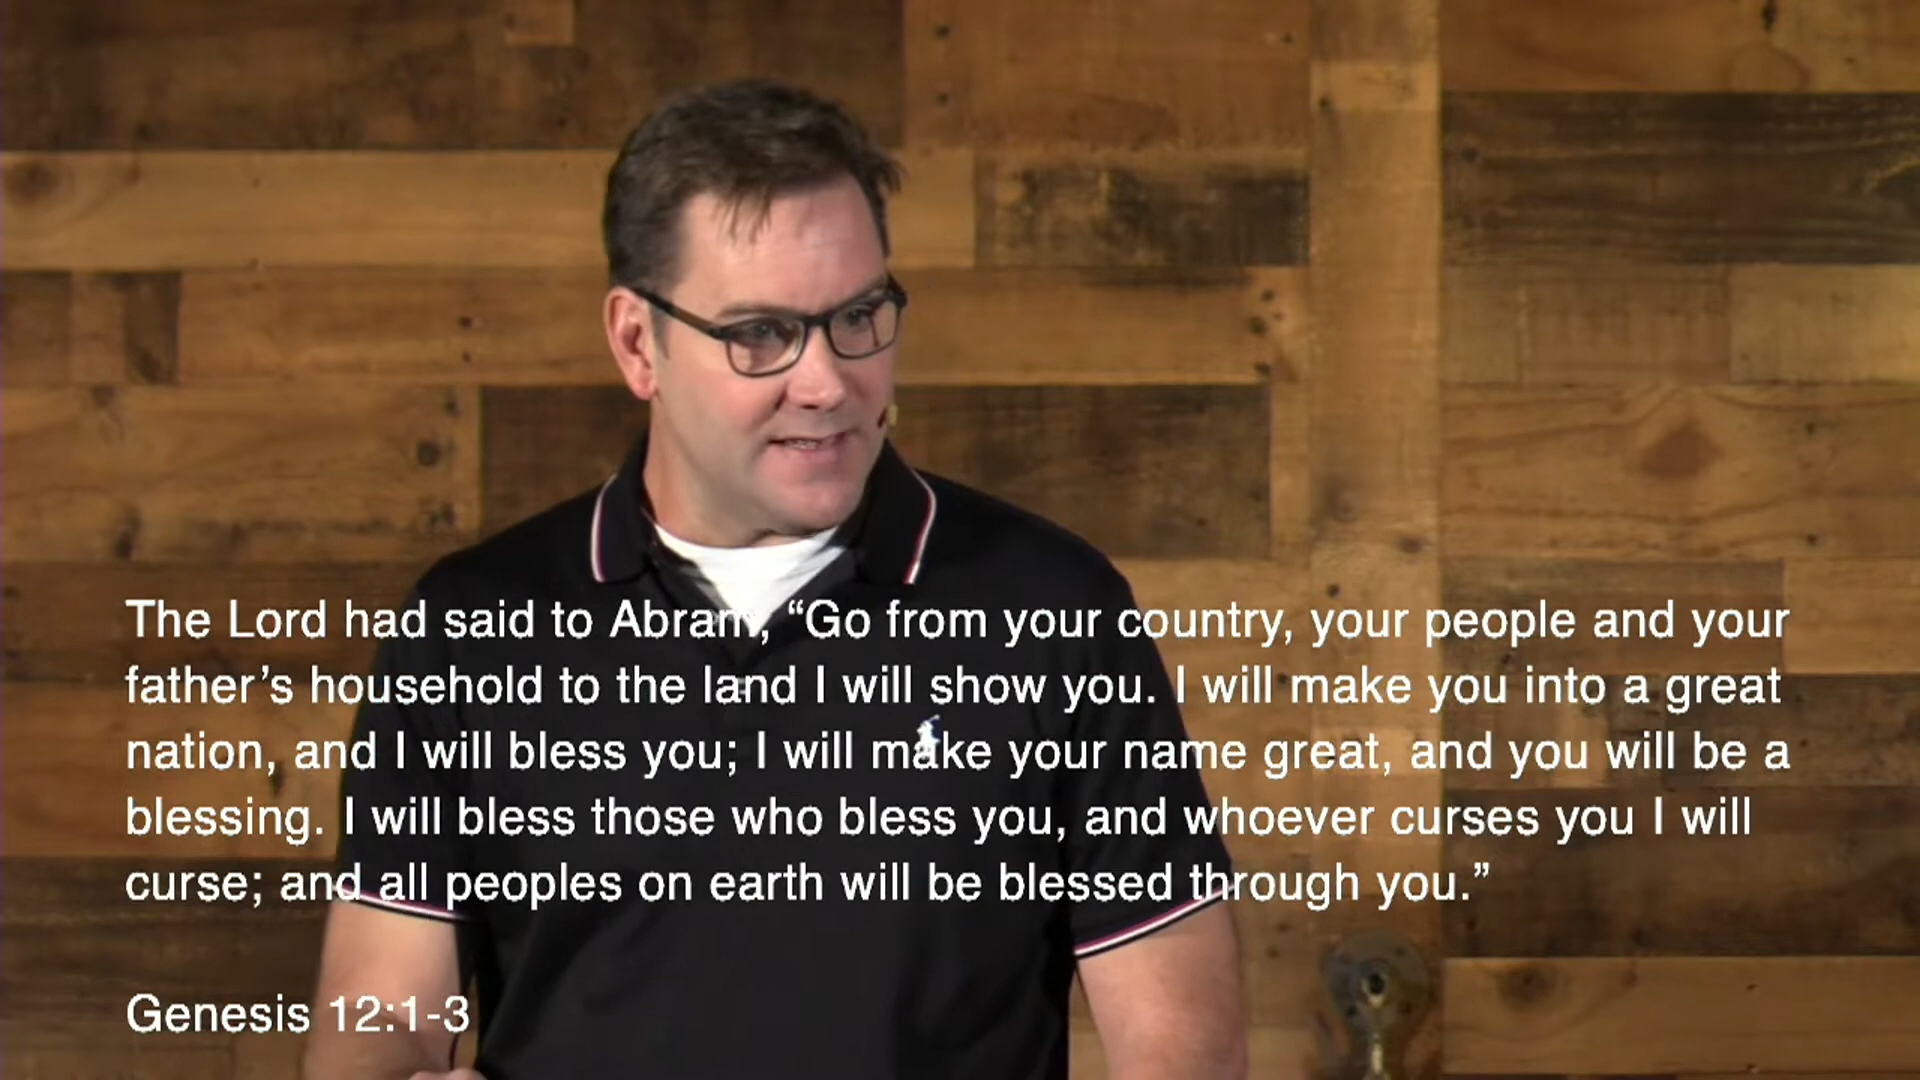 The Lord had said to Abram, “Go from your country, your people and your
father’s household to the land I will show you. I will make you into a great
nation, and I will bless you; I will make your name great, and you will be a
blessing. I will bless those who bless you, and whoever curses you I will
curse; and all peoples on earth will be blessed through you.”
Genesis 12:1-3